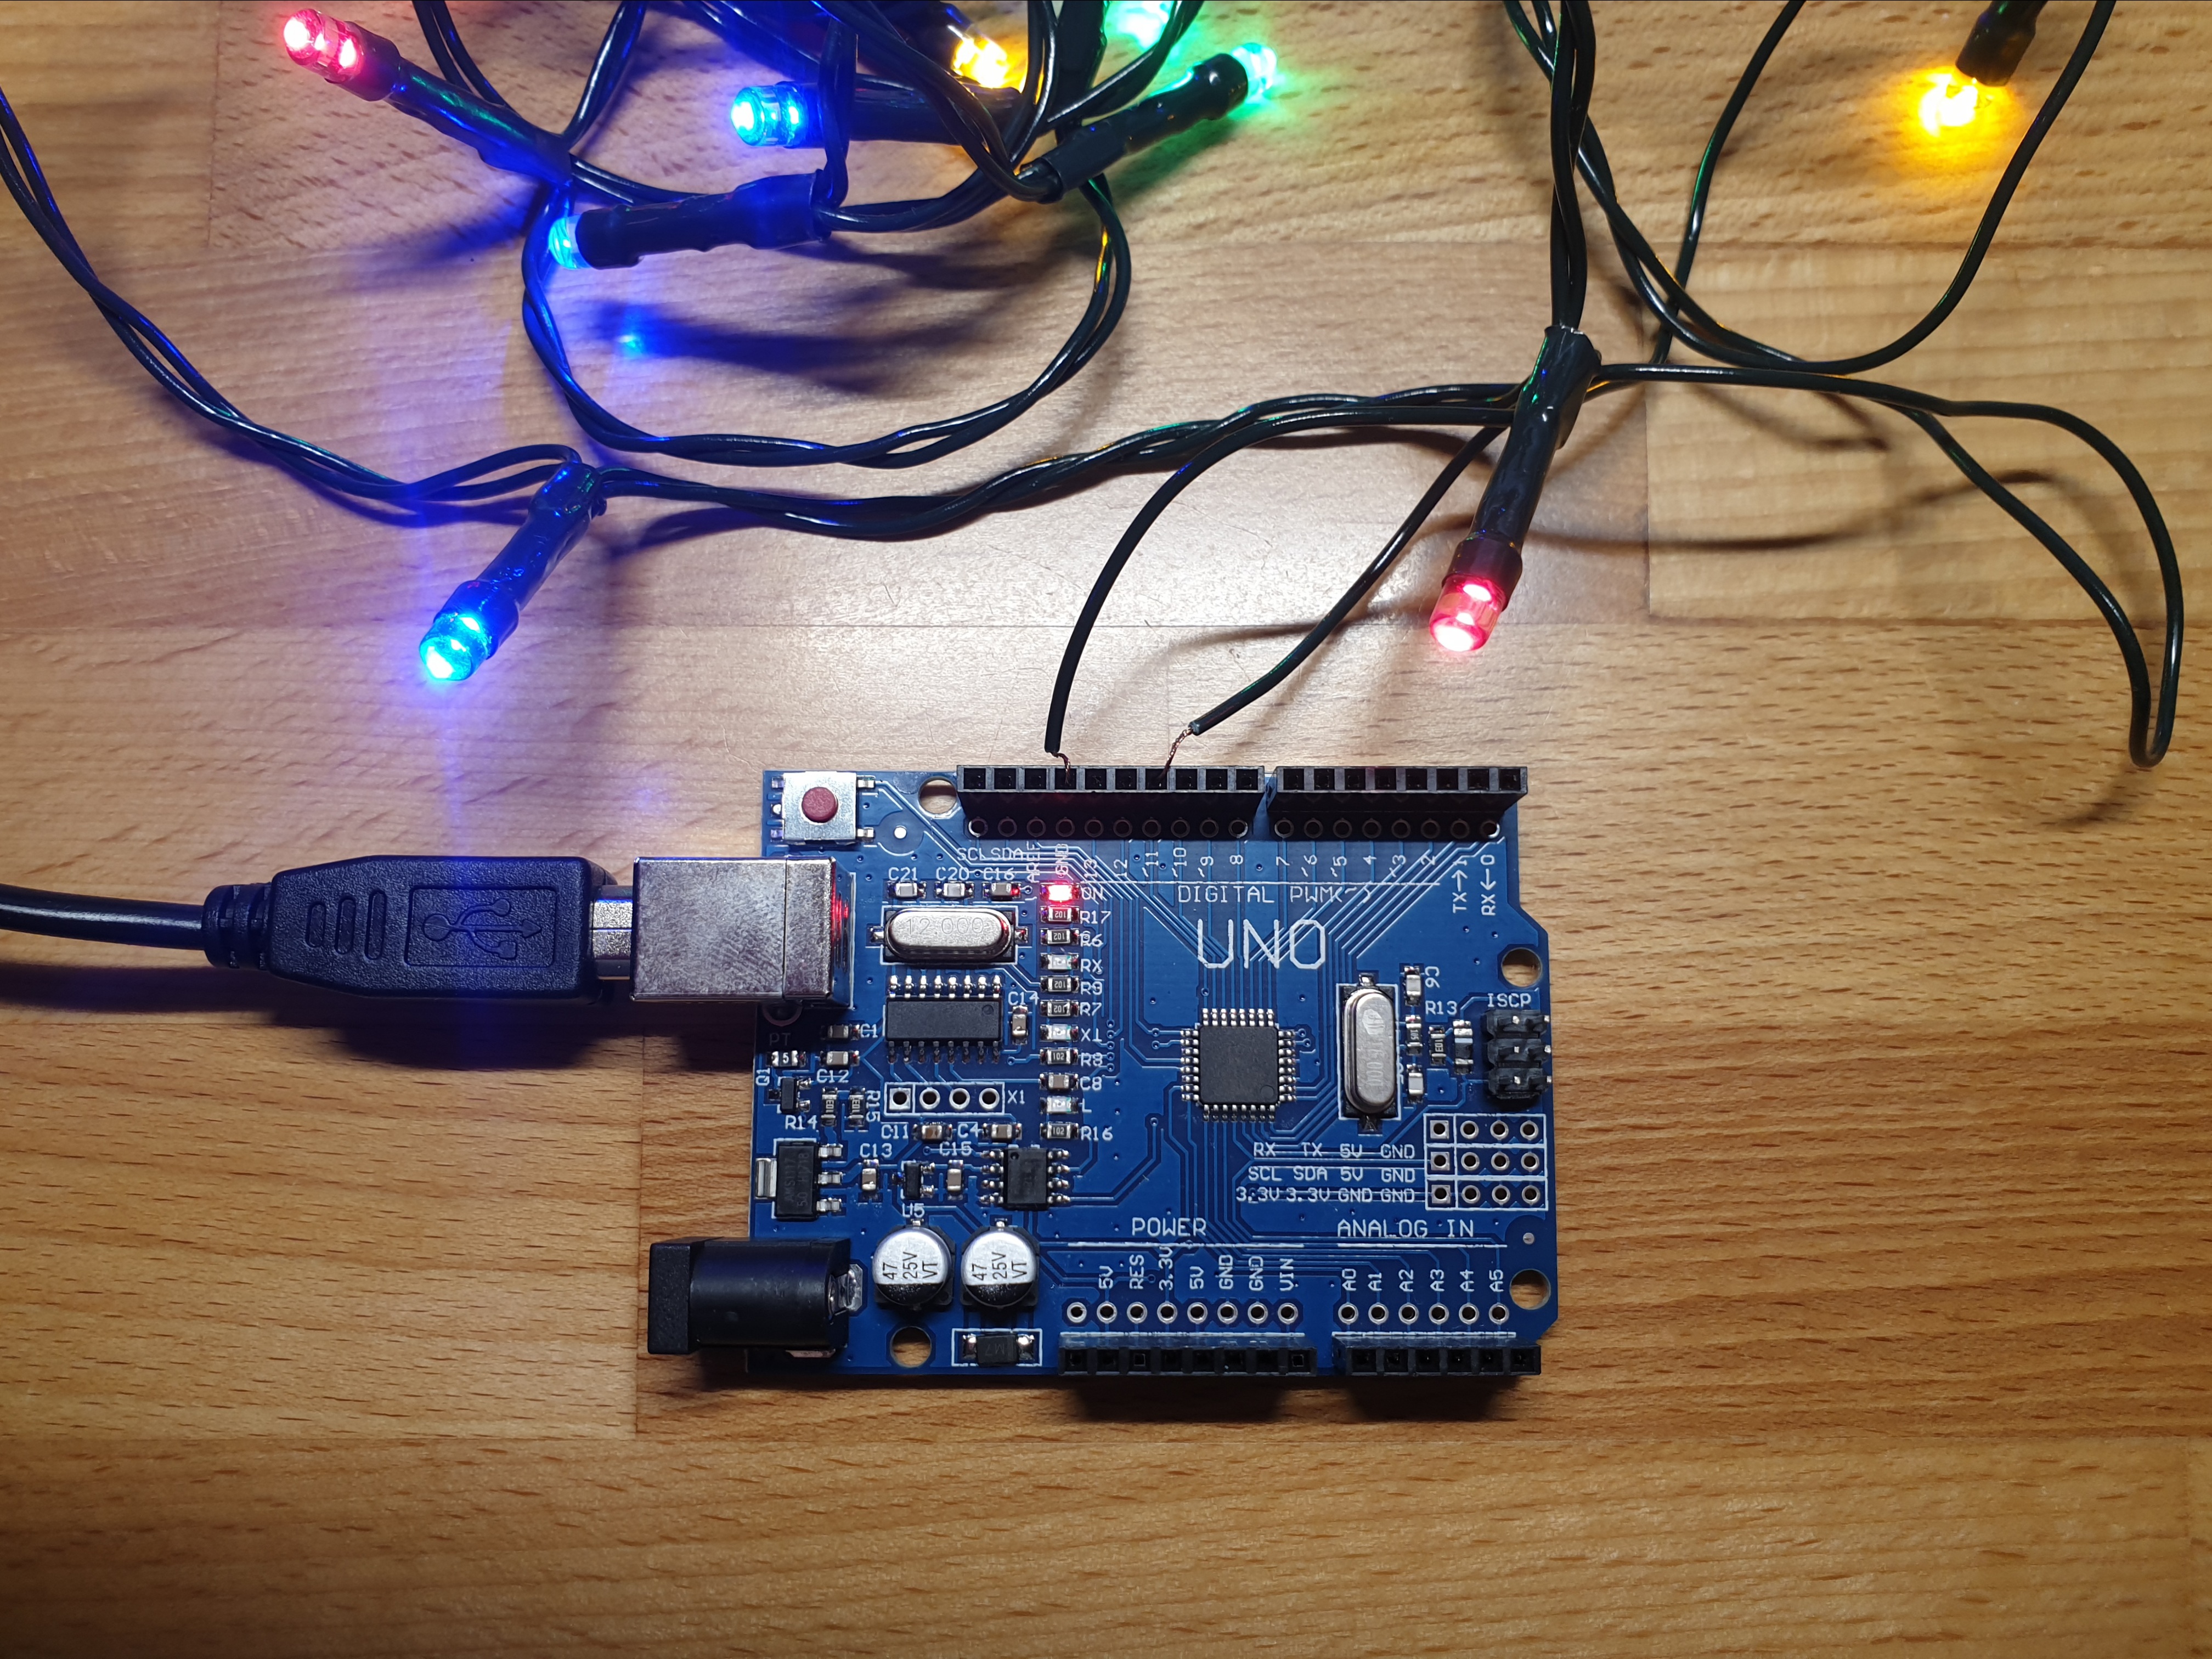 SCL SDA AREF GND 13 12 ~11 ~10 ~9 8 7 ~6 ~5 4 ~3 2 TX→1 RX←0
C21 C20 C16 ON
DIGITAL PWM(~)
R17
12.000
R6
UNO
RX
C6
R9
C14
R7
R13
ISCP
C1
X1
PT
R8
Q1
C12
C8
X1
L
R14
R15
C11
C4
R16
C13
C15
RX TX 5V GND
SCL SDA 5V GND
3.3V 3.3V GND GND
U5
POWER
ANALOG IN
47
25V
VT
47
25V
VT
5V RES 3.3V 5V GND GND VIN
A0 A1 A2 A3 A4 A5
M7